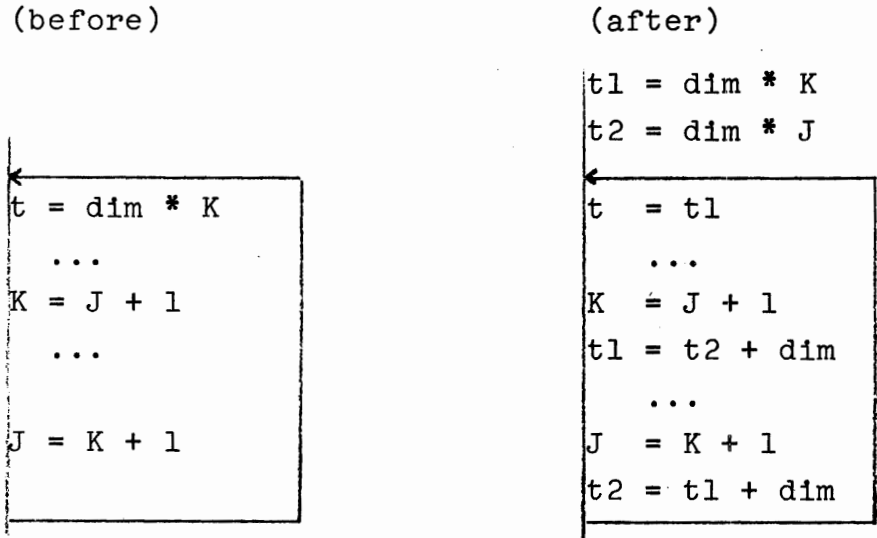 (before)
t = dim * K
...
K = J + 1
...
J = K + 1
(after)
t1 = dim * K
t2 = dim * J
t = t1
...
K = J + 1
t1 = t2 + dim
...
J = K + 1
t2 = t1 + dim